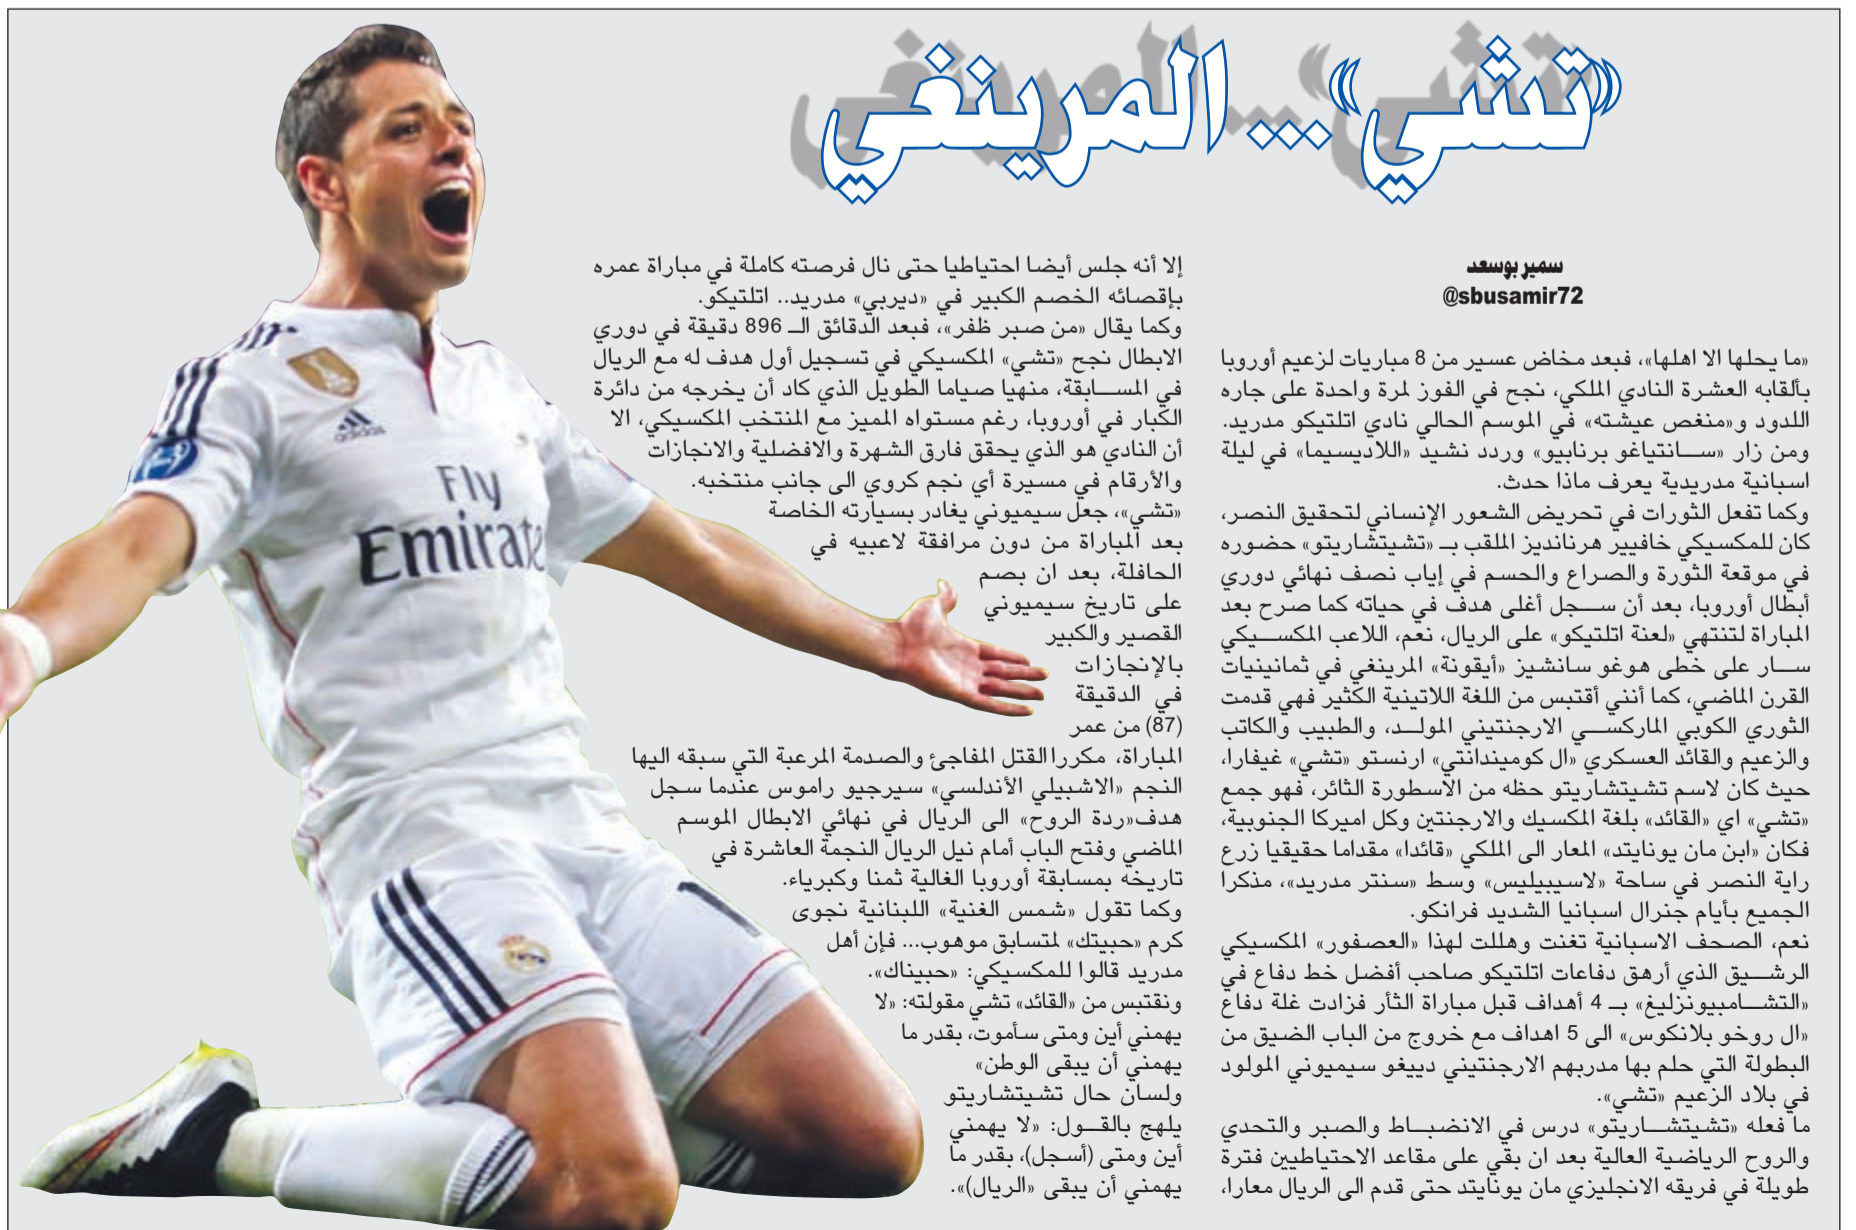 «تشي»... المرينغي
سمير بوسعد
@sbusamir72
«ما يحلها الا اهلها»، فبعد مخاض عسير من 8 مباريات لزعيم أوروبا
بألقابه العشرة النادي الملكي، نجح في الفوز لمرة واحدة على جاره
اللدود و«منغص عيشته» في الموسم الحالي نادي اتلتيكو مدريد.
ومن زار «سانتياغو برنابيو» وردد نشيد «اللاديسيما» في ليلة
اسبانية مدريدية يعرف ماذا حدث.
وكما تفعل الثورات في تحريض الشعور الإنساني لتحقيق النصر،
كان للمكسيكي خافيير هرنانديز الملقب بـ «تشيتشاريتو» حضوره
في موقعة الثورة والصراع والحسم في إياب نصف نهائي دوري
أبطال أوروبا، بعد أن سجل أغلى هدف في حياته كما صرح بعد
المباراة لتنتهي «لعنة اتلتيكو» على الريال، نعم، اللاعب المكسيكي
سار على خطى هوغو سانشيز «أيقونة» المرينغي في ثمانينيات
القرن الماضي، كما أنني أقتبس من اللغة اللاتينية الكثير فهي قدمت
الثوري الكوبي الماركسي الارجنتيني المولد، والطبيب والكاتب
والزعيم والقائد العسكري «ال كوميندانتي» ارنستو «تشي» غيفارا،
حيث كان لاسم تشيتشاريتو حظه من الاسطورة الثائر، فهو جمع
«تشي» اي «القائد» بلغة المكسيك والارجنتين وكل اميركا الجنوبية،
فكان «ابن مان يونايتد» المعار الى الملكي «قائدا» مقداما حقيقيا زرع
راية النصر في ساحة «لاسيبيليس» وسط «سنتر مدريد»، مذكرا
الجميع بأيام جنرال اسبانيا الشديد فرانكو.
نعم، الصحف الاسبانية تغنت وهللت لهذا «العصفور» المكسيكي
الرشيق الذي أرهق دفاعات اتلتيكو صاحب أفضل خط دفاع في
«التشامبيونزليغ» بـ 4 أهداف قبل مباراة الثأر فزادت غلة دفاع
«ال روخو بلانكوس» الى 5 اهداف مع خروج من الباب الضيق من
البطولة التي حلم بها مدربهم الارجنتيني دييغو سيميوني المولود
في بلاد الزعيم «تشي».
ما فعله «تشيتشاريتو» درس في الانضباط والصبر والتحدي
والروح الرياضية العالية بعد ان بقي على مقاعد الاحتياطيين فترة
طويلة في فريقه الانجليزي مان يونايتد حتى قدم الى الريال معارا،
إلا أنه جلس أيضا احتياطيا حتى نال فرصته كاملة في مباراة عمره
بإقصائه الخصم الكبير في «ديربي» مدريد.. اتلتيكو.
وكما يقال «من صبر ظفر»، فبعد الدقائق الـ 896 دقيقة في دوري
الابطال نجح «تشي» المكسيكي في تسجيل أول هدف له مع الريال
في المسابقة، منهيا صياما الطويل الذي كاد أن يخرجه من دائرة
الكبار في أوروبا، رغم مستواه المميز مع المنتخب المكسيكي، الا
أن النادي هو الذي يحقق فارق الشهرة والافضلية والانجازات
والأرقام في مسيرة أي نجم كروي الى جانب منتخبه.
«تشي»، جعل سيميوني يغادر بسيارته الخاصة
بعد المباراة من دون مرافقة لاعبيه في
الحافلة، بعد ان بصم
على تاريخ سيميوني
القصير والكبير
بالإنجازات
في الدقيقة
(87) من عمر
المباراة، مكررا القتل المفاجئ والصدمة المرعبة التي سبقه اليها
النجم «الاشبيلي الأندلسي» سيرجيو راموس عندما سجل
هدف«ردة الروح» الى الريال في نهائي الابطال الموسم
الماضي وفتح الباب أمام نيل الريال النجمة العاشرة في
تاريخه بمسابقة أوروبا الغالية ثمنا وكبرياء.
وكما تقول «شمس الغنية» اللبنانية نجوى
كرم «حبيتك» لمتسابق موهوب... فإن أهل
مدريد قالوا للمكسيكي: «حبيناك».
ونقتبس من «القائد» تشي مقولته: «لا
يهمني أين ومتى سأموت، بقدر ما
يهمني أن يبقى الوطن»
ولسان حال تشيتشاريتو
يلهج بالقول: «لا يهمني
أين ومتى (أسجل)، بقدر ما
يهمني أن يبقى «الريال)».
adidas
Fly
Emirate
1